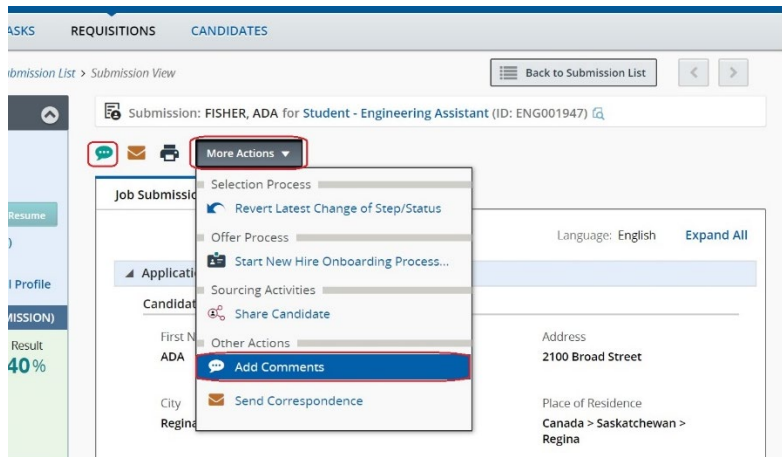 ASKS REQUISITIONS CANDIDATES
ubmission List > Submission View
Back to Submission List
Submission: FISHER, ADA for Student - Engineering Assistant (ID: ENG001947)
More Actions
Job Submissio
Selection Process
Revert Latest Change of Step/Status
Offer Process
Start New Hire Onboarding Process...
Sourcing Activities
Share Candidate
Other Actions
Add Comments
Send Correspondence
Resume
)
l Profile
MISSION)
Result
40%
Language: English Expand All
Applicati
Candidat
First N
ADA
Address
2100 Broad Street
City
Regina
Place of Residence
Canada > Saskatchewan >
Regina